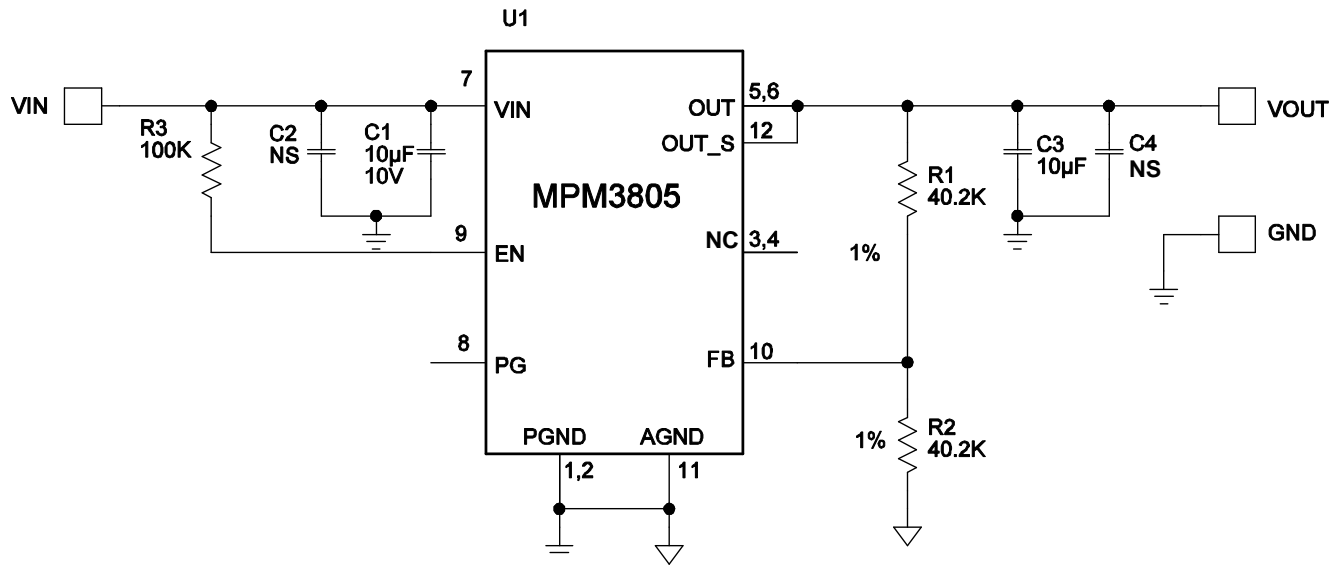 U1
VIN
7
VIN
R3
100K
C2
NS
C1
10µF
10V
9
EN
8
PG
MPM3805
PGND
AGND
1,2
11
OUT
5,6
OUT_S
12
NC
3,4
FB
10
R1
40.2K
1%
R2
40.2K
1%
C3
10µF
C4
NS
VOUT
GND